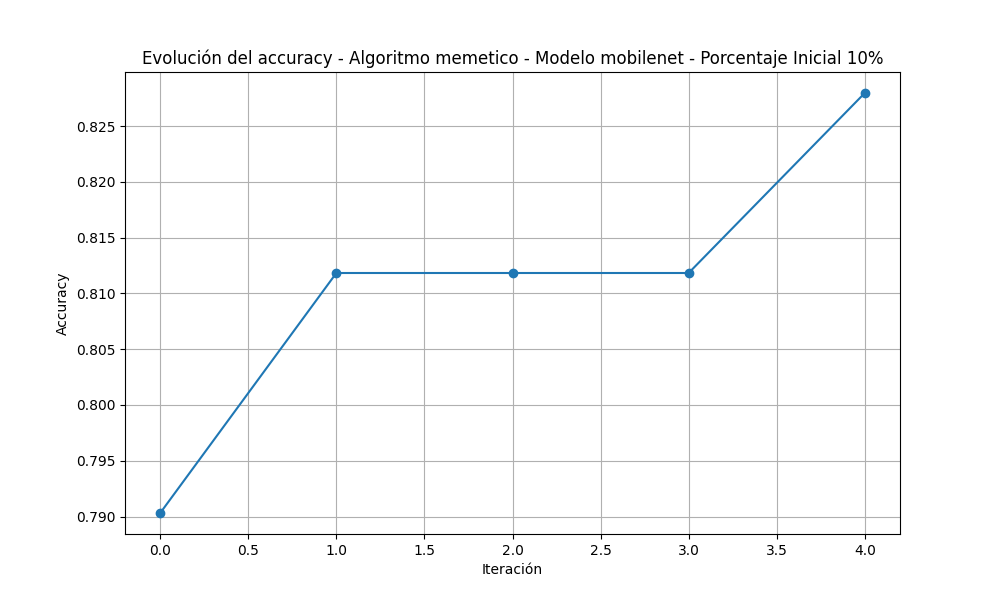 Evolución del accuracy - Algoritmo memetico - Modelo mobilenet - Porcentaje Inicial 10%
0.825
0.820
0.815
0.810
0.805
0.800
0.795
0.790
Accuracy
0.0 0.5 1.0 1.5 2.0 2.5 3.0 3.5 4.0
Iteración